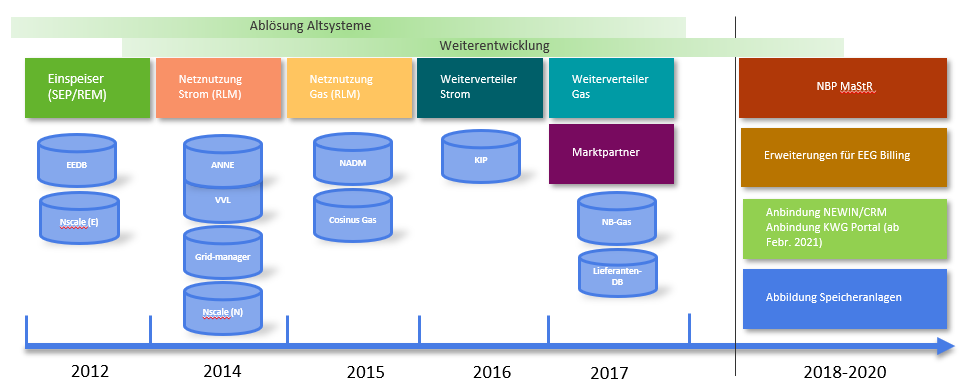 Ablösung Altsysteme
Weiterentwicklung
Einspeiser
(SEP/REM)
Netznutzung
Strom (RLM)
Netznutzung
Gas (RLM)
Weiterverteiler
Strom
Weiterverteiler
Gas
NBP MaStR
Marktpartner
Erweiterungen für EEG Billing
Anbindung NEWIN/CRM
Anbindung KWG Portal (ab
Febr. 2021)
Abbildung Speicheranlagen
EEDB
Nscale (E)
ANNE
VVL
Grid-manager
Nscale (N)
NADM
Cosinus Gas
KIP
NB-Gas
Lieferanten-
DB
2012
2014
2015
2016
2017
2018-2020